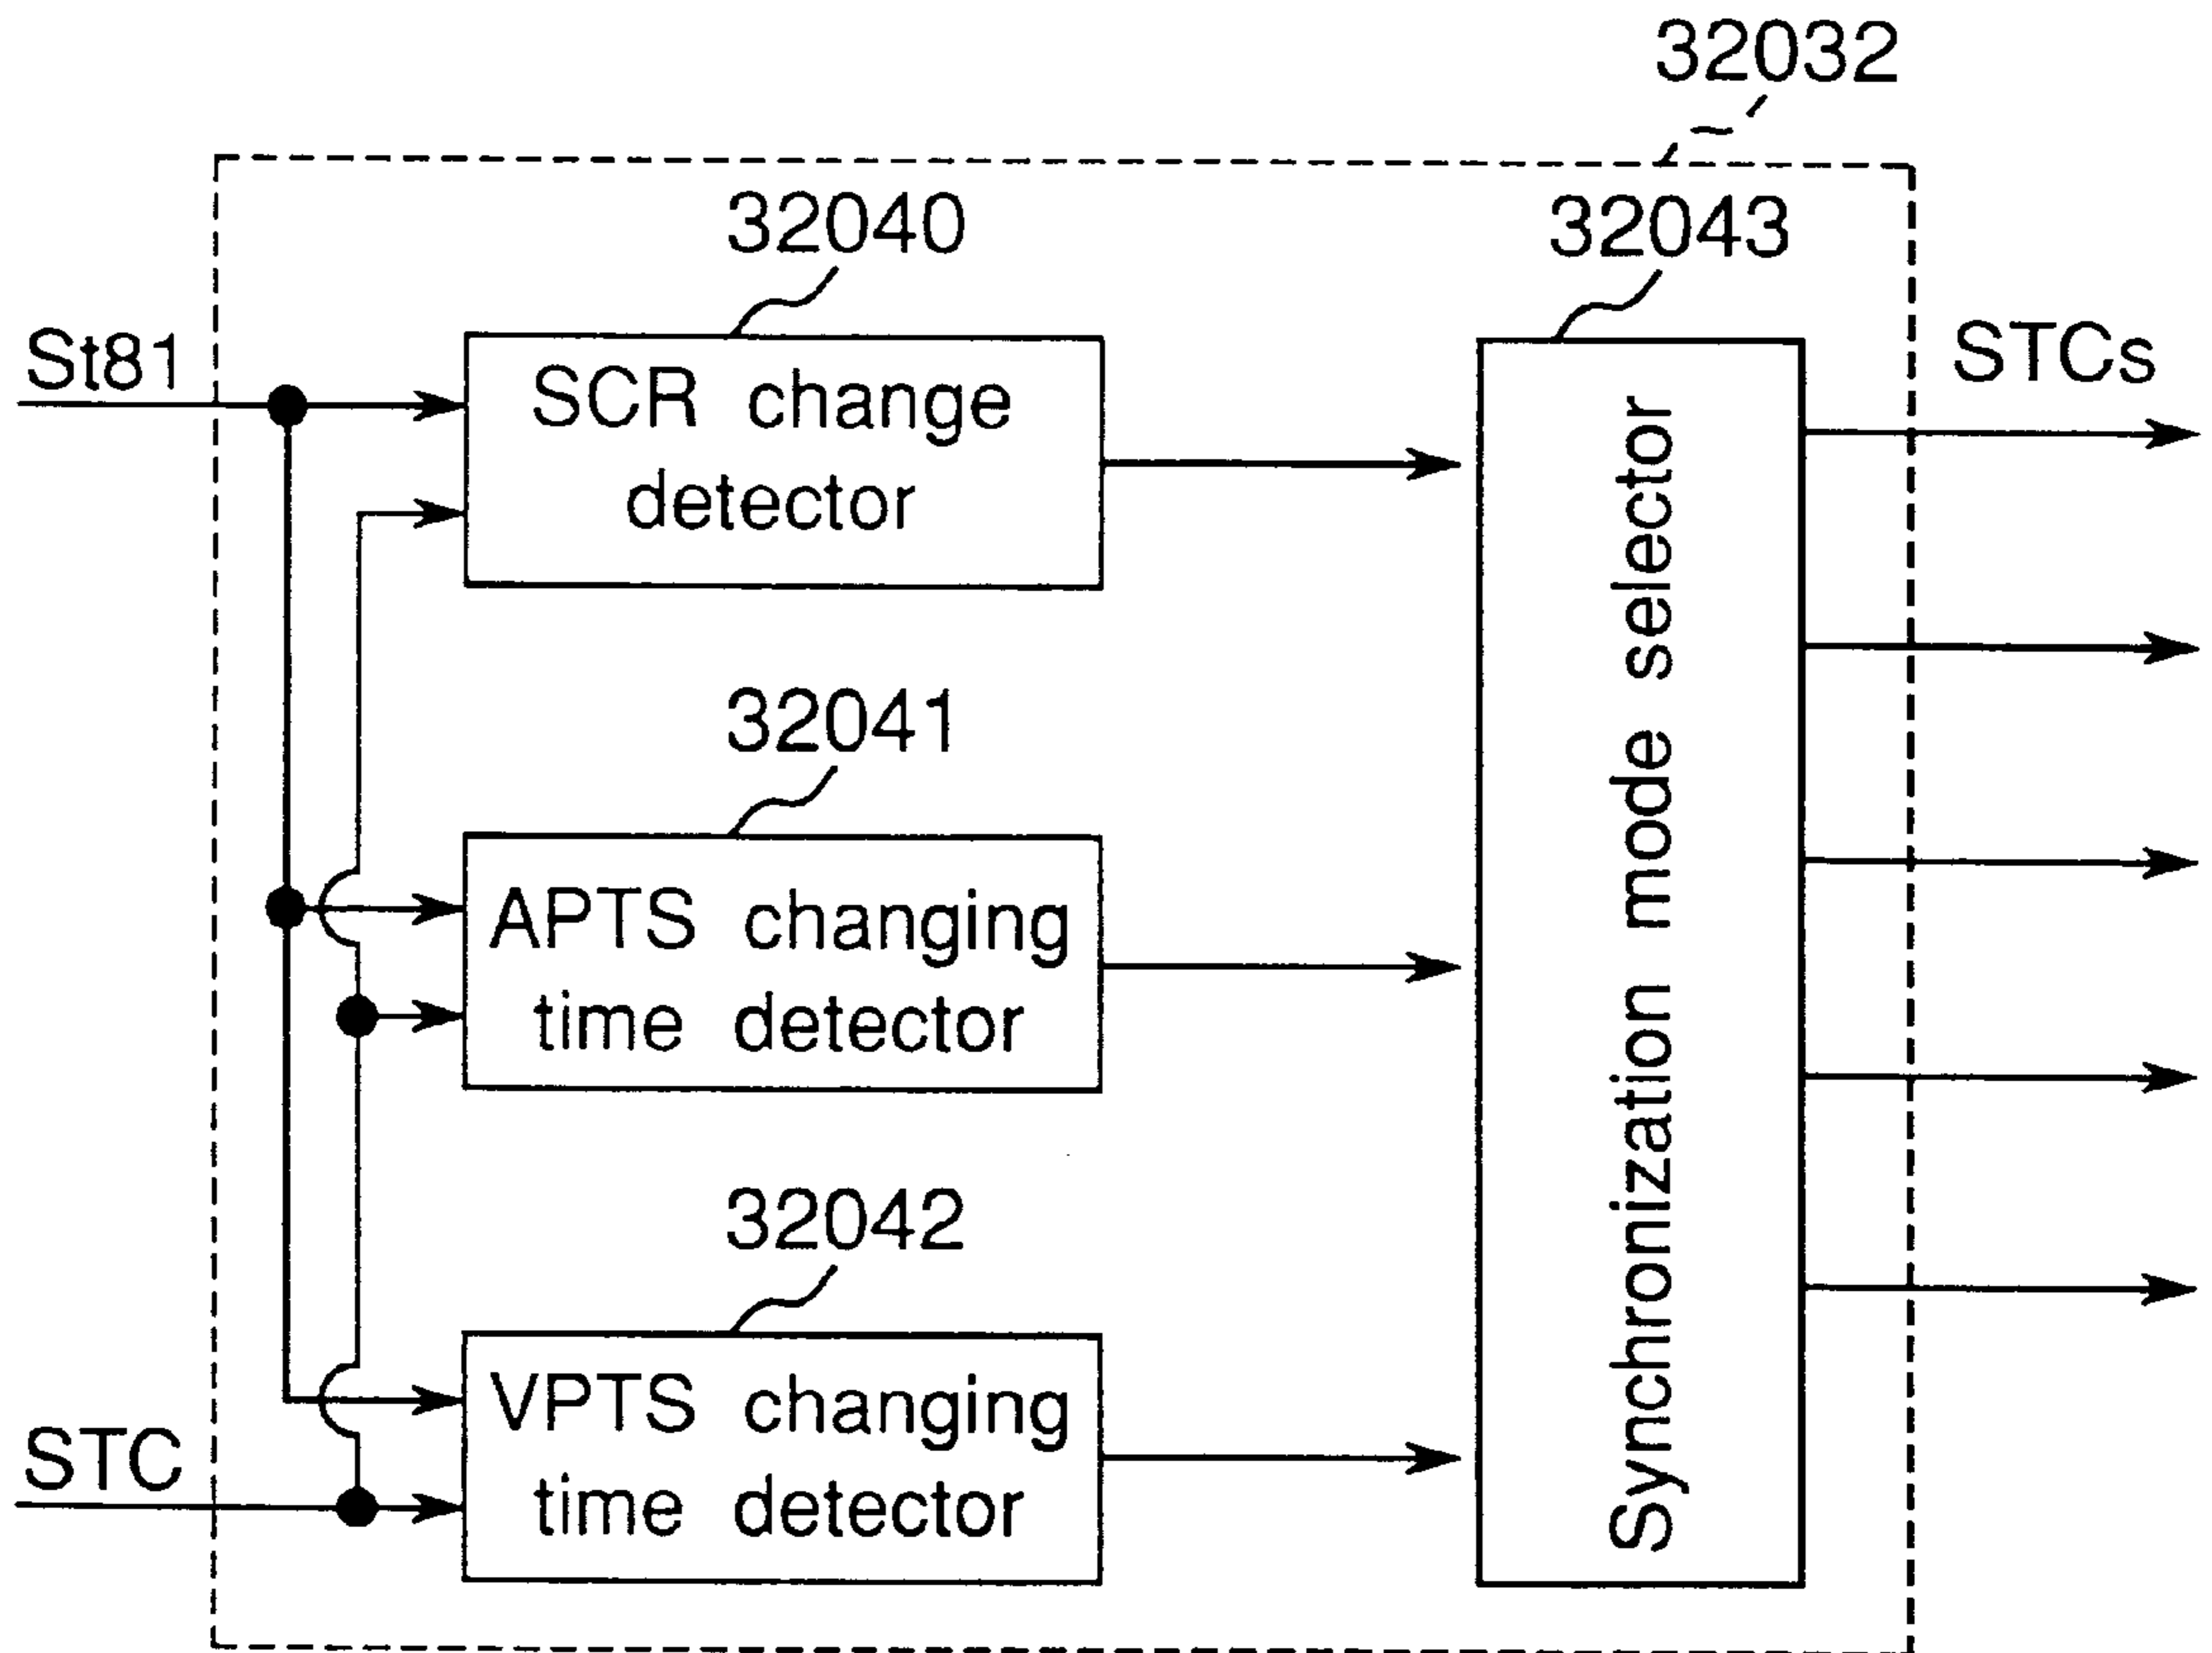 32032
32040
32043
St81
SCR change
detector
STCs
32041
APTS changing
time detector
Synchronization mode selector
32042
VPTS changing
time detector
STC